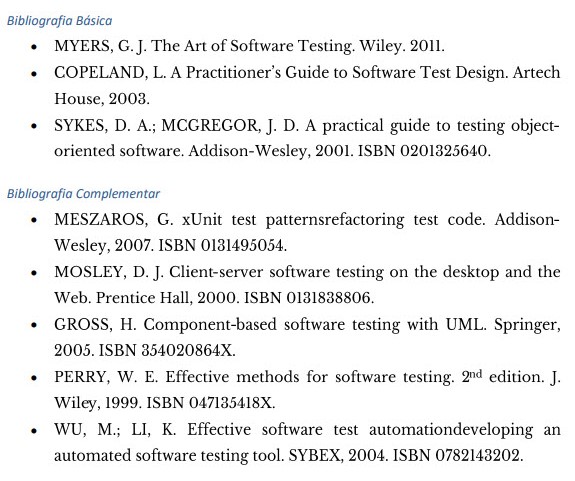 Bibliografia Básica
• MYERS, G. J. The Art of Software Testing. Wiley. 2011.
• COPELAND, L. A Practitioner's Guide to Software Test Design. Artech
House, 2003.
• SYKES, D. A.; MCGREGOR, J. D. A practical guide to testing object-
oriented software. Addison-Wesley, 2001. ISBN 0201325640.
Bibliografia Complementar
• MESZAROS, G. xUnit test patternsrefactoring test code. Addison-
Wesley, 2007. ISBN 0131495054.
• MOSLEY, D. J. Client-server software testing on the desktop and the
Web. Prentice Hall, 2000. ISBN 0131838806.
• GROSS, H. Component-based software testing with UML. Springer,
2005. ISBN 354020864X.
• PERRY, W. E. Effective methods for software testing. 2nd edition. J.
Wiley, 1999. ISBN 047135418X.
• WU, M.; LI, K. Effective software test automationdeveloping an
automated software testing tool. SYBEX, 2004. ISBN 0782143202.